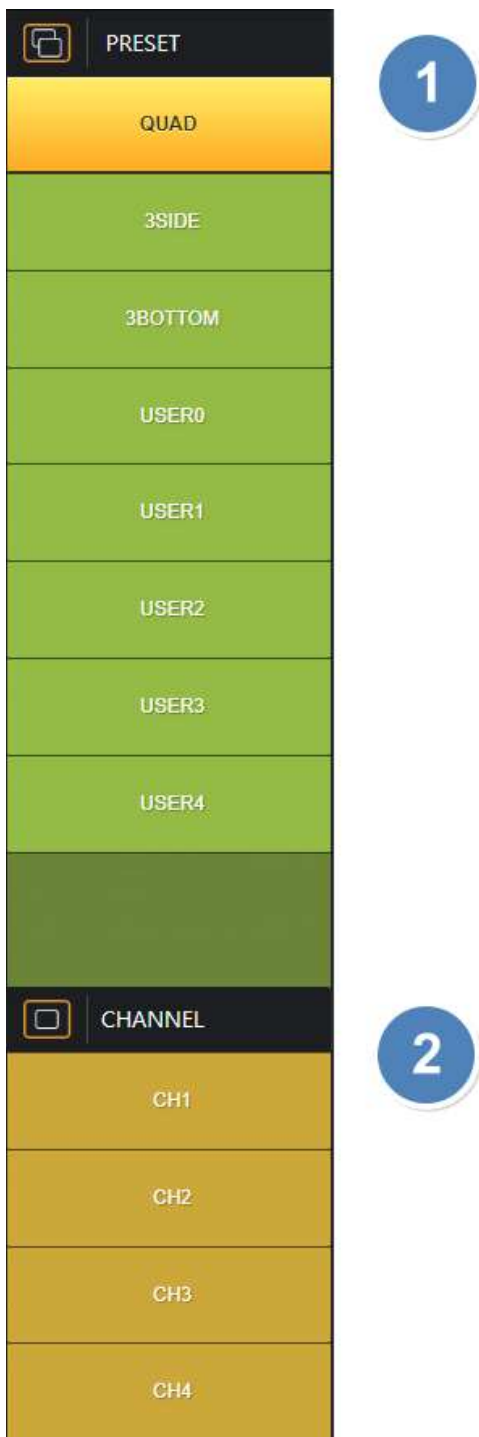 PRESET
1
QUAD
3SIDE
3BOTTOM
USER0
USER1
USER2
USER3
USER4
CHANNEL
2
CH1
CH2
CH3
CH4